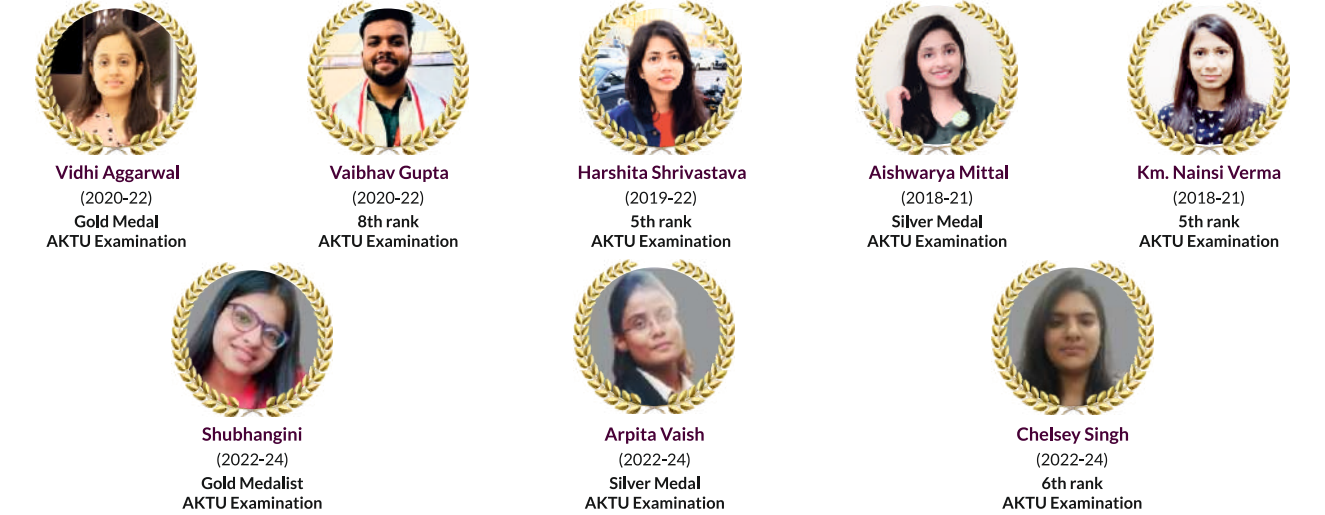 Vidhi Aggarwal
(2020-22)
Gold Medal
AKTU Examination
Vaibhav Gupta
(2020-22)
8th rank
AKTU Examination
Harshita Shrivastava
(2019-22)
5th rank
AKTU Examination
Aishwarya Mittal
(2018-21)
Silver Medal
AKTU Examination
Km. Nainsi Verma
(2018-21)
5th rank
AKTU Examination
Shubhangini
(2022-24)
Gold Medalist
AKTU Examination
Arpita Vaish
(2022-24)
Silver Medal
AKTU Examination
Chelsey Singh
(2022-24)
6th rank
AKTU Examination